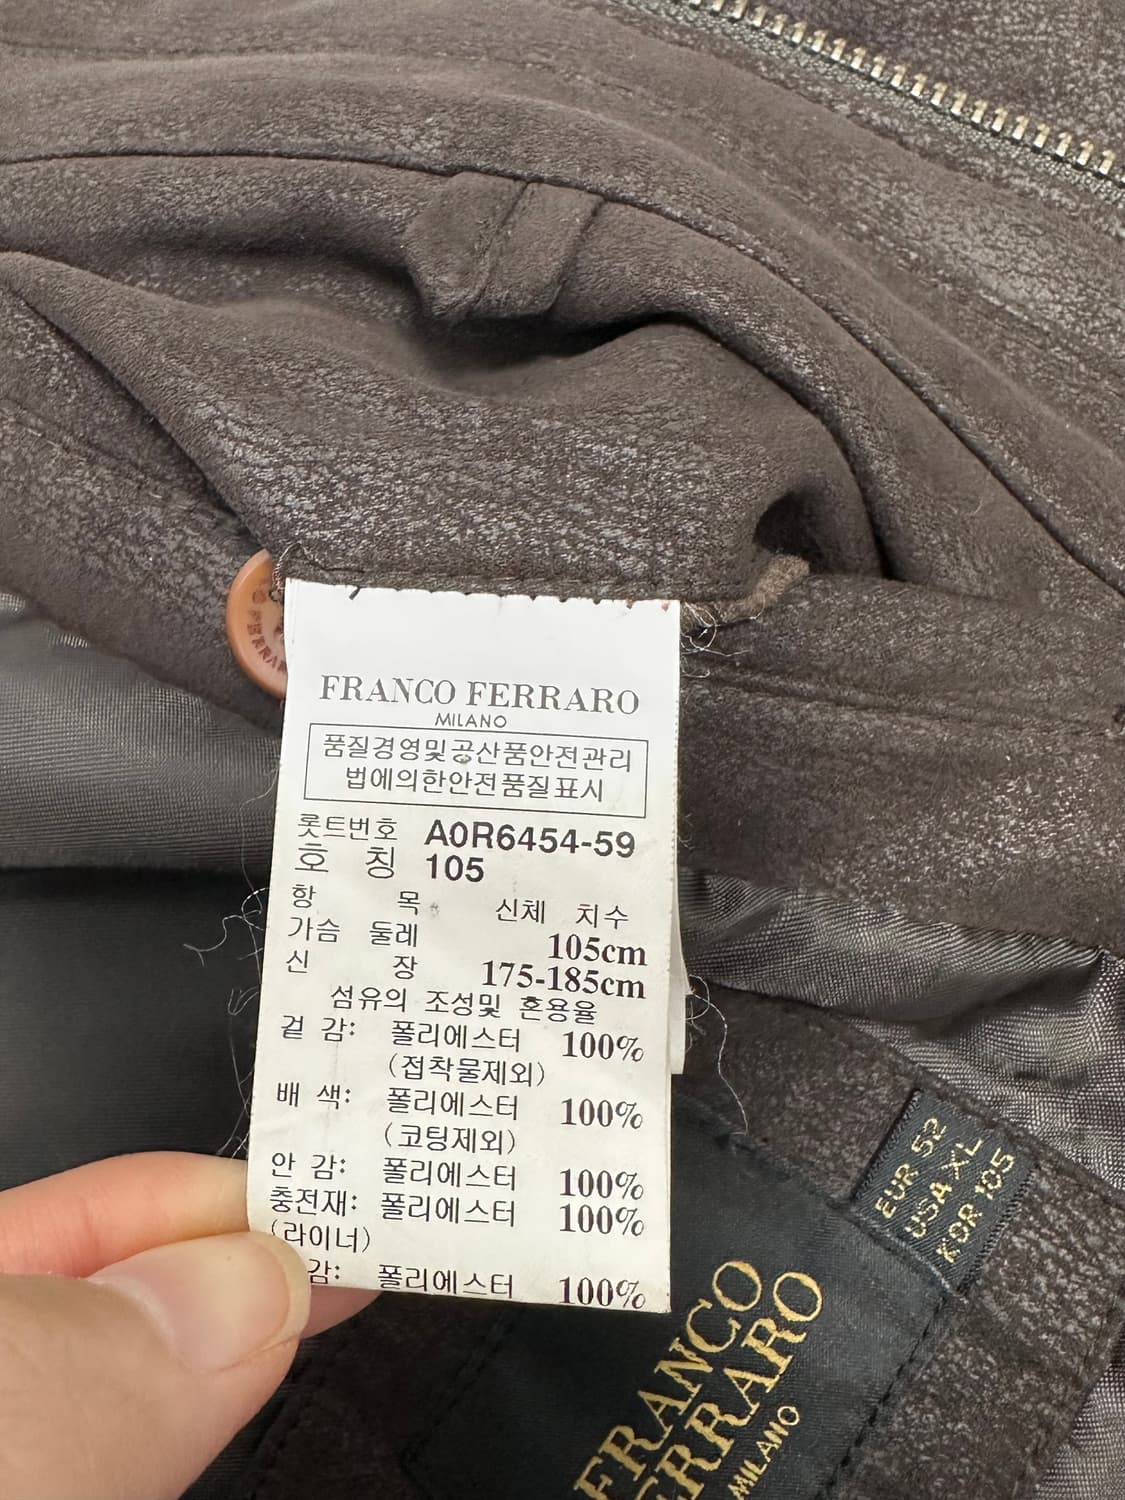 FRANCO FERRARO
MILANO
품질경영및공산품안전관리
법에의한안전품질표시
롯트번호 A0R6454-59
호 칭 105
항 목 신체 치수
가슴 둘레 105cm
신 장 175-185cm
섬유의 조성및 혼용율
겉 감: 폴리에스터 100%
(접착물제외)
배 색: 폴리에스터 100%
(코팅제외)
안 감: 폴리에스터 100%
충전재: 폴리에스터 100%
(라이너)
감: 폴리에스터 100%
EUR 52
USA XL
KOR 105
FRANCO
FERRARO
MILANO